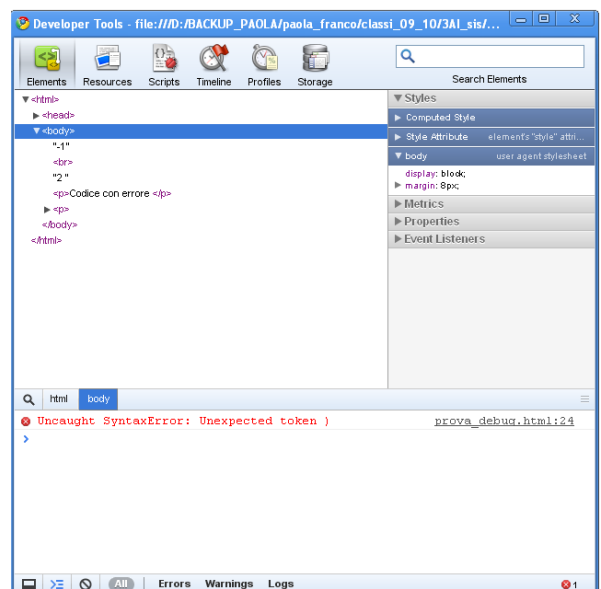 Developer Tools - file:///D:/BACKUP_PAOLA/paola_franco/classi_09_10/3AI_sis/...
Elements Resources Scripts Timeline Profiles Storage
Search Elements
▼<html>
▶<head>
▼<body>
"-1"
<br>
"2 "
<p>Codice con errore </p>
▶<p>
</body>
</html>
▼Styles
▶ Computed Style
▶ Style Attribute element's "style" attri...
▼ body user agent stylesheet
display: block;
▶ margin: 8px;
▶Metrics
▶Properties
▶Event Listeners
html body
Uncaught SyntaxError: Unexpected token ) prova_debug.html:24
>
All Errors Warnings Logs 1